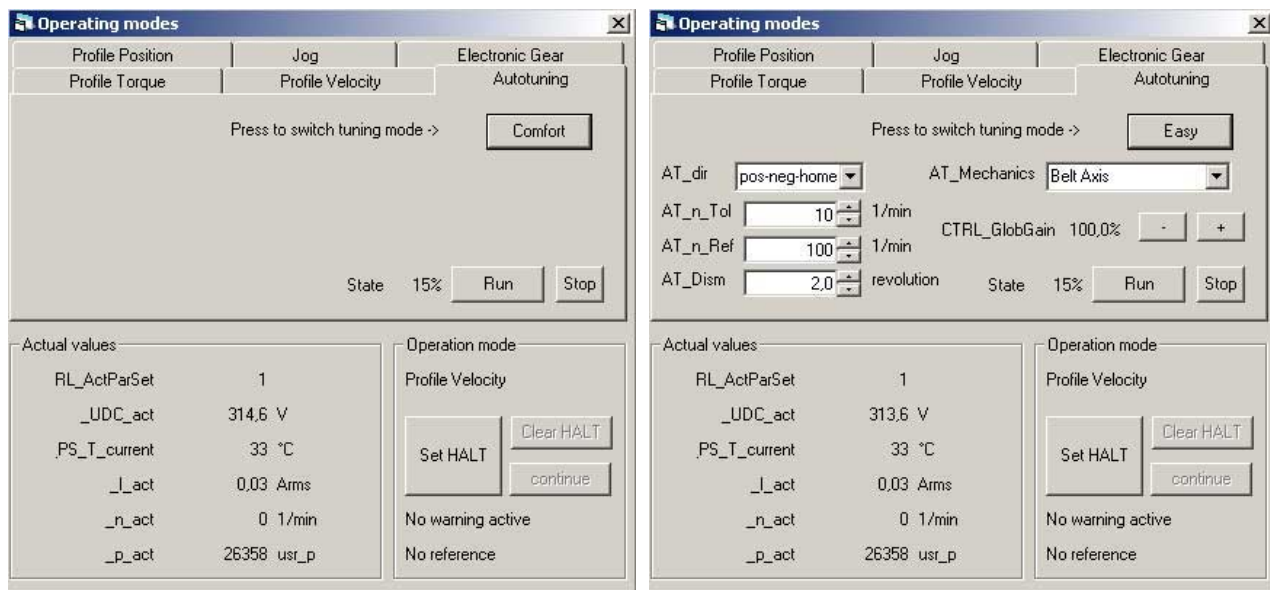 Operating modes
Profile Position Jog Electronic Gear
Profile Torque Profile Velocity Autotuning
Press to switch tuning mode -> Comfort
State 15% Run Stop
Actual values
RL_ActParSet 1
_UDC_act 314,6 V
_PS_T_current 33 °C
_I_act 0,03 Arms
_n_act 0 1/min
_p_act 26358 usr_p
Operation mode
Profile Velocity
Set HALT
Clear HALT
continue
No warning active
No reference
Operating modes
Profile Position Jog Electronic Gear
Profile Torque Profile Velocity Autotuning
Press to switch tuning mode -> Easy
AT_dir pos-neg-home AT_Mechanics Belt Axis
AT_n_Tol 10 1/min
CTRL_GlobGain 100,0% - +
AT_n_Ref 100 1/min
AT_Dism 2,0 revolution State 15% Run Stop
Actual values
RL_ActParSet 1
_UDC_act 313,6 V
_PS_T_current 33 °C
_I_act 0,03 Arms
_n_act 0 1/min
_p_act 26358 usr_p
Operation mode
Profile Velocity
Set HALT
Clear HALT
continue
No warning active
No reference